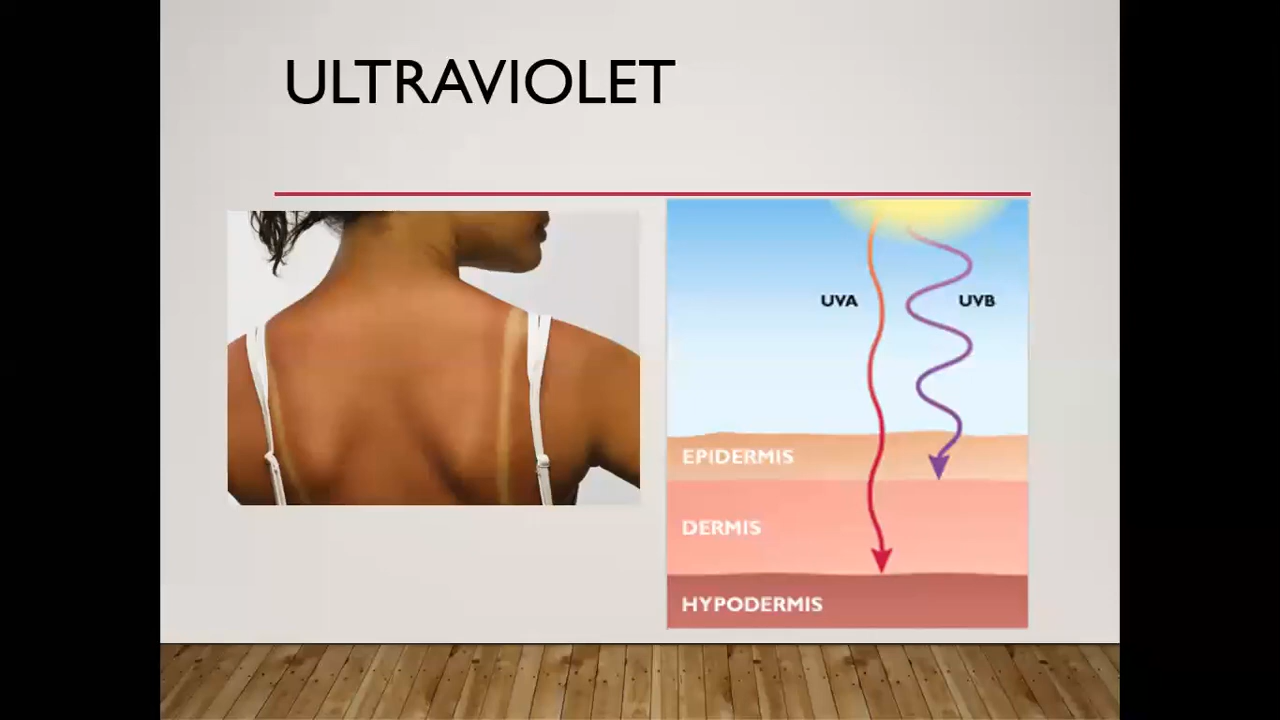 ULTRAVIOLET
UVA
UVB
EPIDERMIS
DERMIS
HYPODERMIS